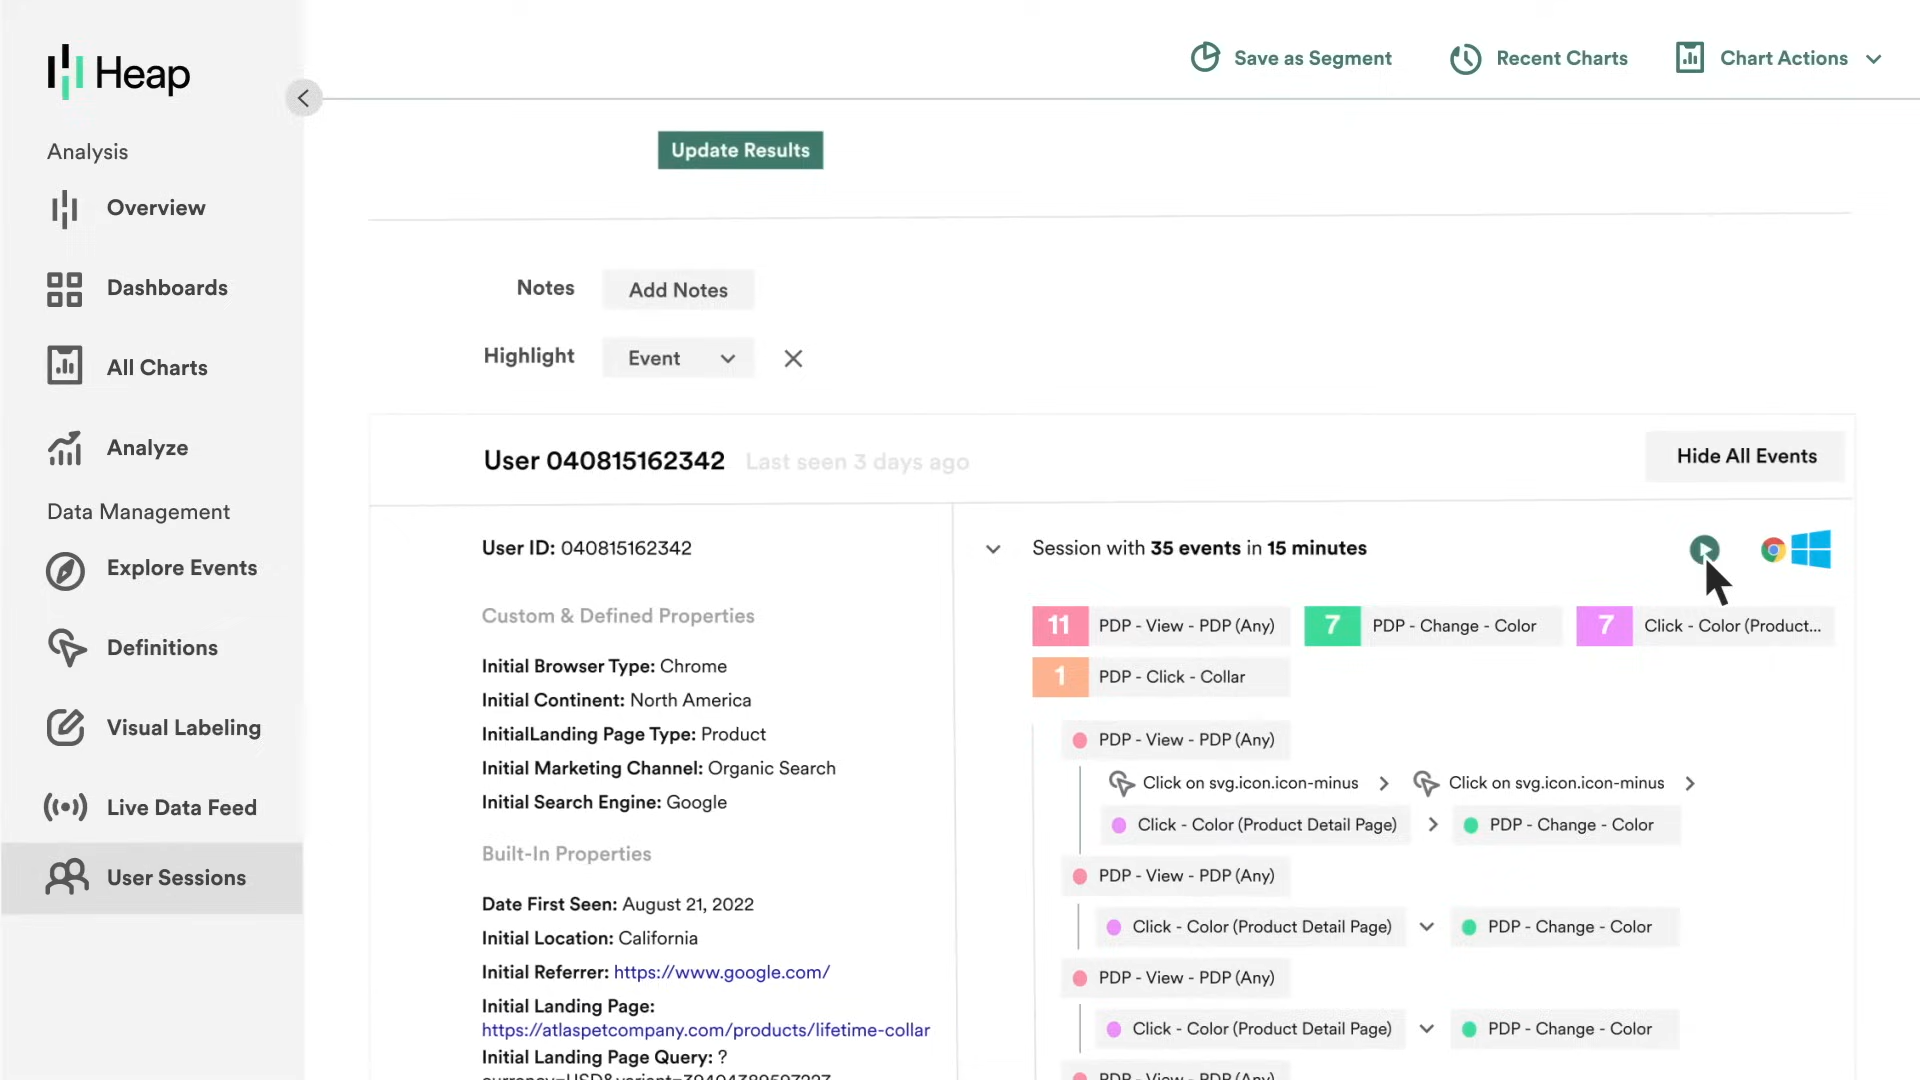 Heap
Save as Segment
Recent Charts
Chart Actions
Analysis
Overview
Dashboards
All Charts
Analyze
Data Management
Explore Events
Definitions
Visual Labeling
Live Data Feed
User Sessions
Update Results
Notes
Add Notes
Highlight
Event
User 040815162342
Last seen 3 days ago
Hide All Events
User ID: 040815162342
Custom & Defined Properties
Initial Browser Type: Chrome
Initial Continent: North America
InitialLanding Page Type: Product
Initial Marketing Channel: Organic Search
Initial Search Engine: Google
Built-In Properties
Date First Seen: August 21, 2022
Initial Location: California
Initial Referrer: https://www.google.com/
Initial Landing Page:
https://atlaspetcompany.com/products/lifetime-collar
Initial Landing Page Query: ?
Session with 35 events in 15 minutes
11 PDP - View - PDP (Any)
7 PDP - Change - Color
7 Click - Color (Product...
1 PDP - Click - Collar
PDP - View - PDP (Any)
Click on svg.icon.icon-minus
Click on svg.icon.icon-minus
Click - Color (Product Detail Page)
PDP - Change - Color
PDP - View - PDP (Any)
Click - Color (Product Detail Page)
PDP - Change - Color
PDP - View - PDP (Any)
Click - Color (Product Detail Page)
PDP - Change - Color
PDP - View - PDP (Any)